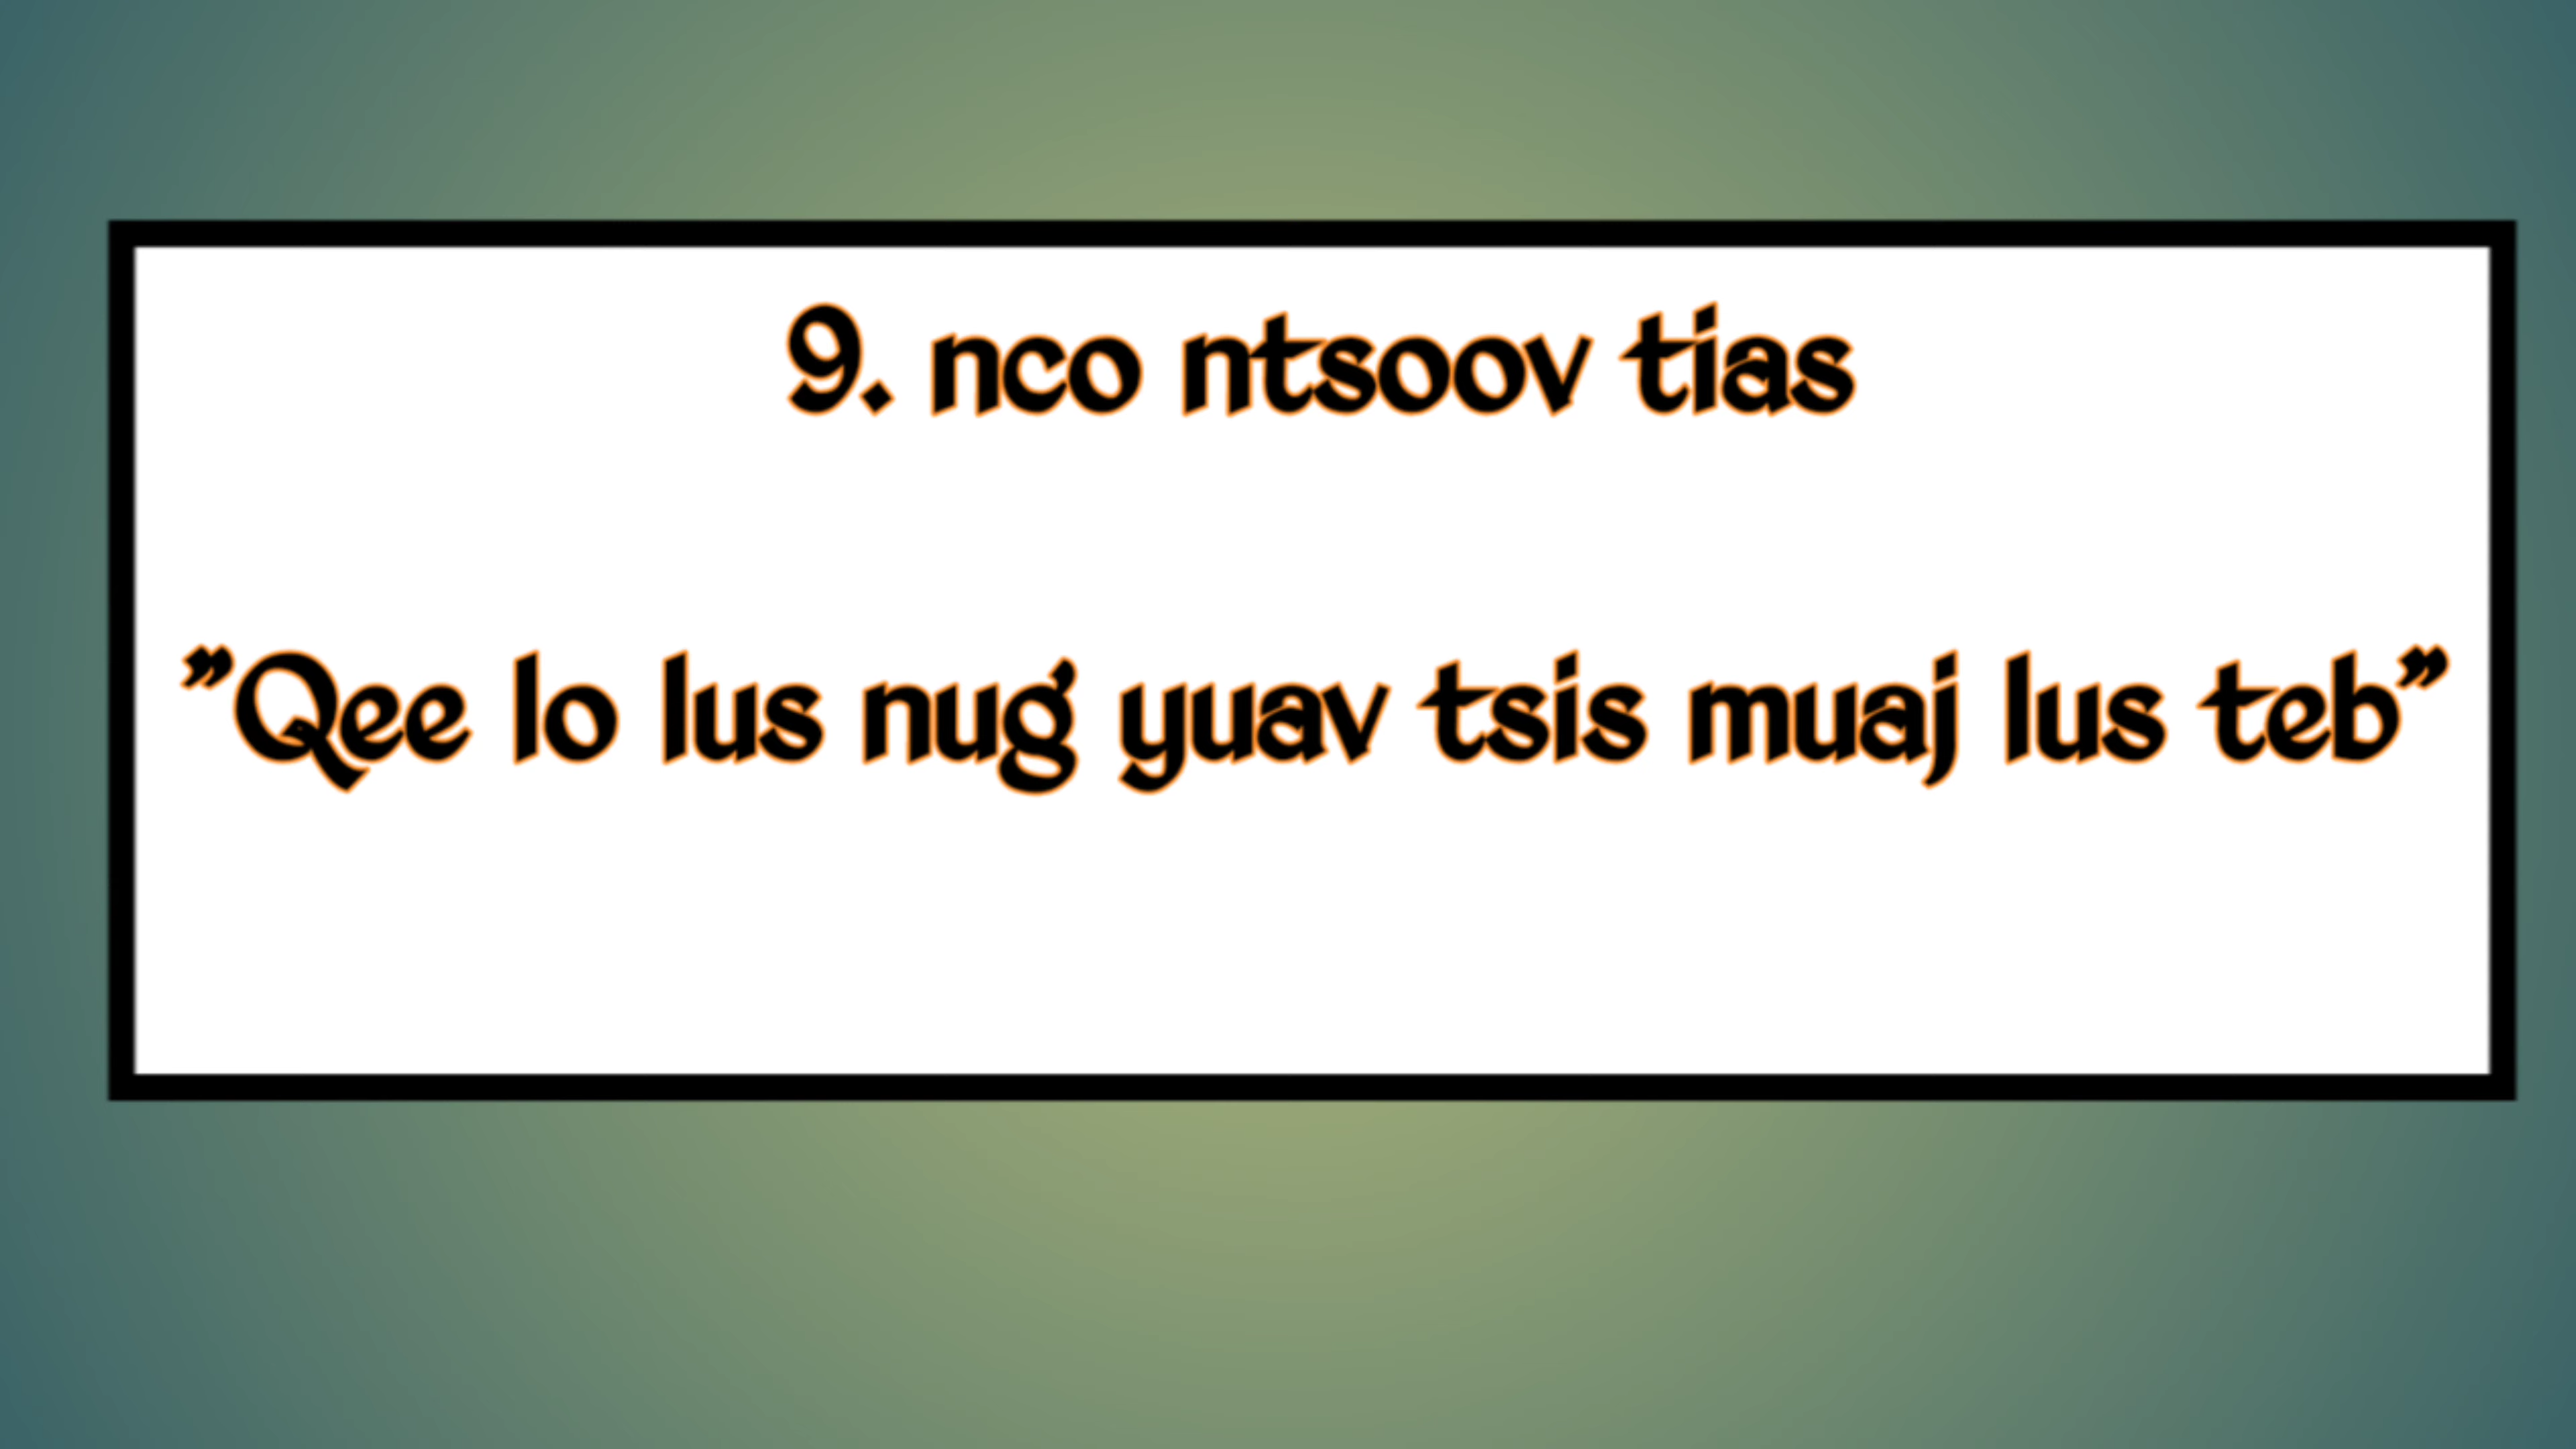 9. nco ntsoov tias
”Qee lo lus nug yuav tsis muaj lus teb”